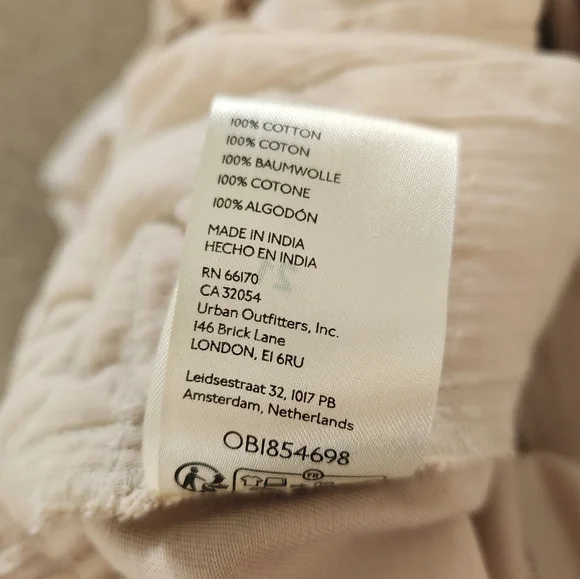 100% COTTON
100% COTON
100% BAUMWOLLE
100% COTONE
100% ALGODÓN
MADE IN INDIA
HECHO EN INDIA
RN 66170
CA 32054
Urban Outfitters, Inc.
146 Brick Lane
LONDON, E1 6RU
Leidsestraat 32, 1017 PB
Amsterdam, Netherlands
OB1854698
FR